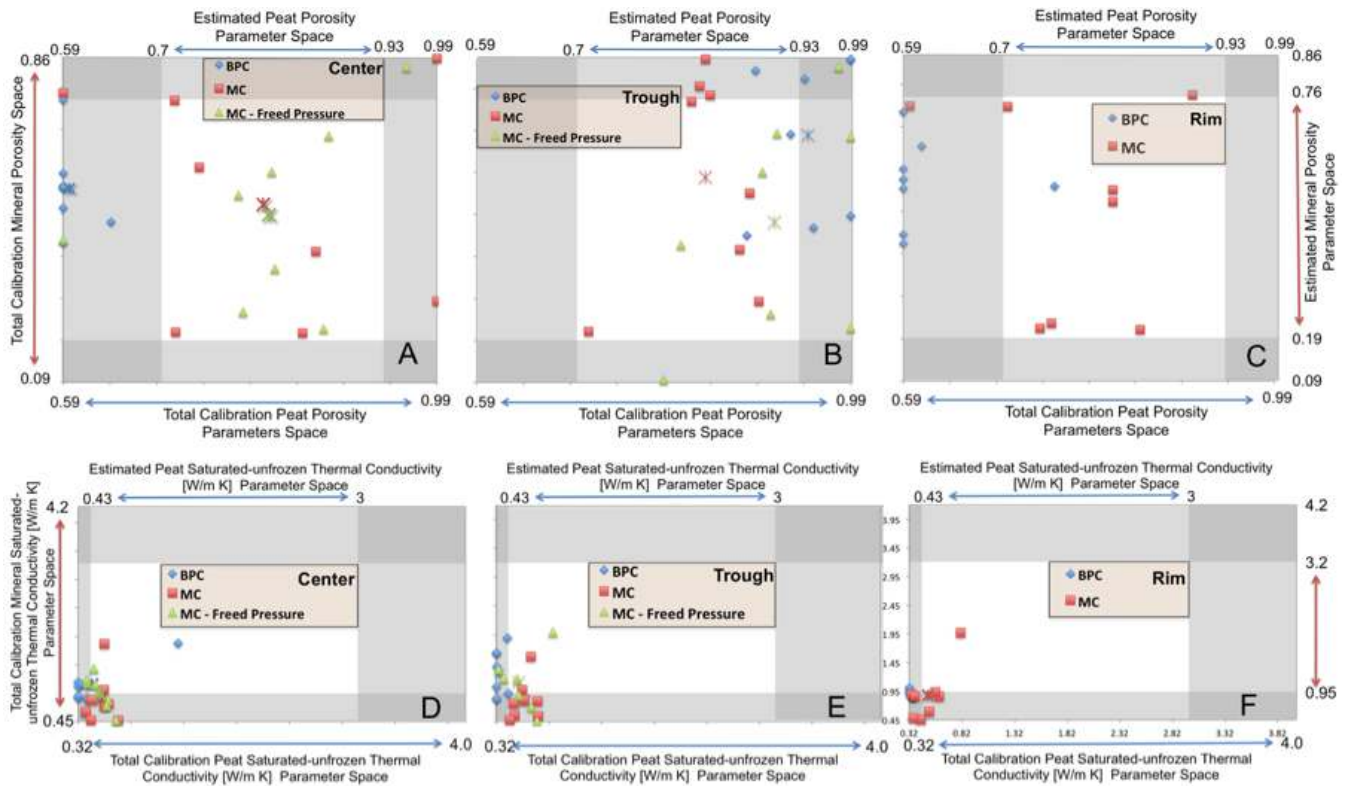 Estimated Peat Porosity
Parameter Space
0.59
0.7
0.93
0.99
0.86
Total Calibration Mineral Porosity Space
BPC
Center
MC
MC - Freed Pressure
A
0.09
0.59
0.99
Total Calibration Peat Porosity
Parameters Space
Estimated Peat Porosity
Parameter Space
0.59
0.7
0.93
0.99
BPC
Trough
MC
MC - Freed Pressure
B
0.59
0.99
Total Calibration Peat Porosity
Parameters Space
Estimated Peat Porosity
Parameter Space
0.59
0.7
0.93
0.99
0.86
0.76
BPC
Rim
MC
Estimated Mineral Porosity
Parameter Space
0.19
C
0.09
0.59
0.99
Total Calibration Peat Porosity
Parameters Space
Estimated Peat Saturated-unfrozen Thermal Conductivity
[W/m K] Parameter Space
0.43
3
4.2
Total Calibration Mineral Saturated-
unfrozen Thermal Conductivity [W/m K]
Parameter Space
BPC
Center
MC
MC - Freed Pressure
D
0.45
0.32
4.0
Total Calibration Peat Saturated-unfrozen Thermal
Conductivity [W/m K] Parameter Space
Estimated Peat Saturated-unfrozen Thermal Conductivity
[W/m K] Parameter Space
0.43
3
BPC
Trough
MC
MC - Freed Pressure
E
0.32
4.0
Total Calibration Peat Saturated-unfrozen Thermal
Conductivity [W/m K] Parameter Space
Estimated Peat Saturated-unfrozen Thermal Conductivity
[W/m K] Parameter Space
0.43
3
4.2
3.95
3.45
2.95
2.45
1.95
1.45
0.95
0.45
3.2
BPC
Rim
MC
0.95
F
0.45
0.32
0.82
1.32
1.82
2.32
2.82
3.32
3.82
0.32
4.0
Total Calibration Peat Saturated-unfrozen Thermal
Conductivity [W/m K] Parameter Space